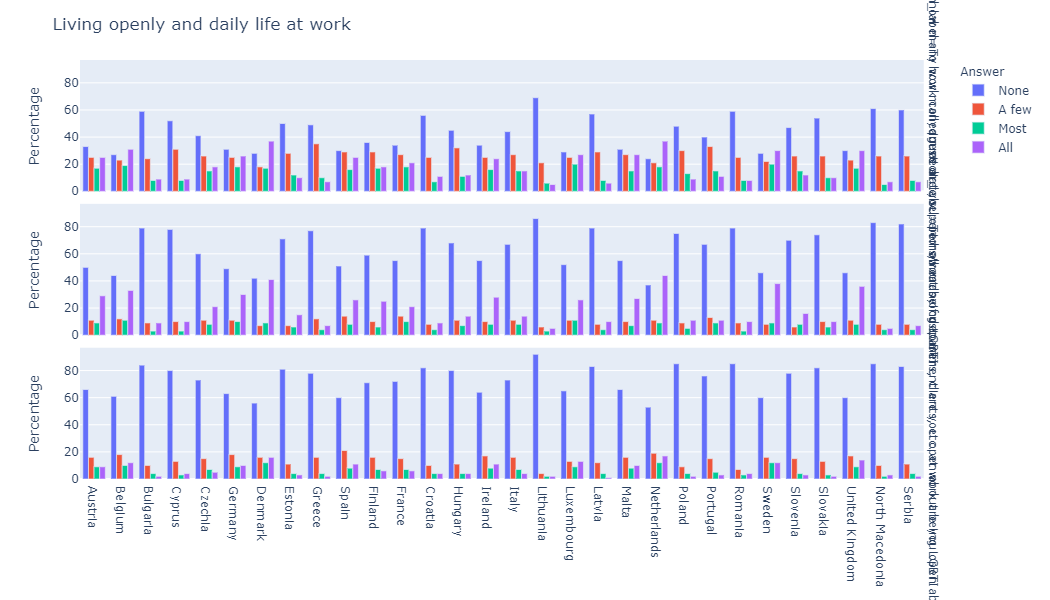 Living openly and daily life at work
Answer
None
A few
Most
All
Percentage
80
60
40
20
0
Percentage
80
60
40
20
0
Percentage
80
60
40
20
0
Austria
Belgium
Bulgaria
Cyprus
Czechia
Germany
Denmark
Estonia
Greece
Spain
Finland
France
Croatia
Hungary
Ireland
Italy
Lithuania
Luxembourg
Latvia
Malta
Netherlands
Poland
Portugal
Romania
Sweden
Slovenia
Slovakia
United Kingdom
North Macedonia
Serbia